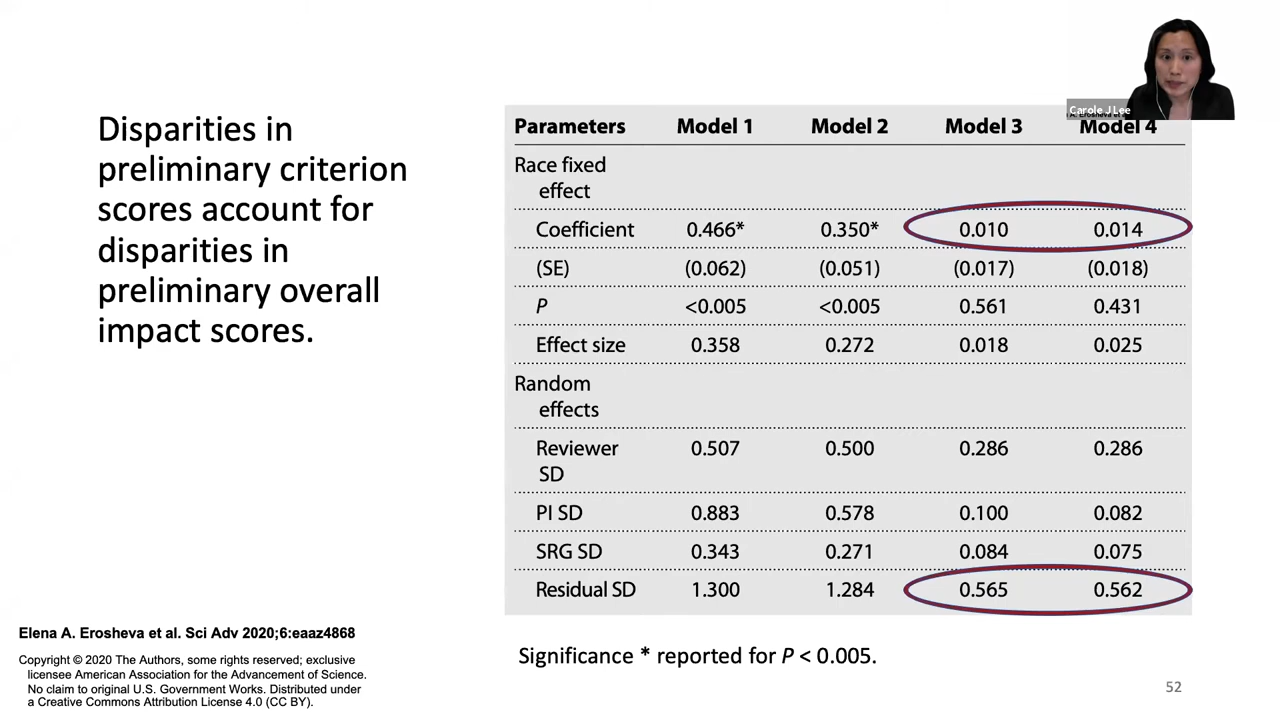 Carole J Lee
Disparities in
preliminary criterion
scores account for
disparities in
preliminary overall
impact scores.
Parameters Model 1 Model 2 Model 3 Model 4
Race fixed
effect
Coefficient 0.466* 0.350* 0.010 0.014
(SE) (0.062) (0.051) (0.017) (0.018)
P <0.005 <0.005 0.561 0.431
Effect size 0.358 0.272 0.018 0.025
Random
effects
Reviewer 0.507 0.500 0.286 0.286
SD
PI SD 0.883 0.578 0.100 0.082
SRG SD 0.343 0.271 0.084 0.075
Residual SD 1.300 1.284 0.565 0.562
Elena A. Erosheva et al. Sci Adv 2020;6:eaaz4868
Copyright © 2020 The Authors, some rights reserved; exclusive
licensee American Association for the Advancement of Science.
No claim to original U.S. Government Works. Distributed under
a Creative Commons Attribution License 4.0 (CC BY).
Significance * reported for P < 0.005.
52